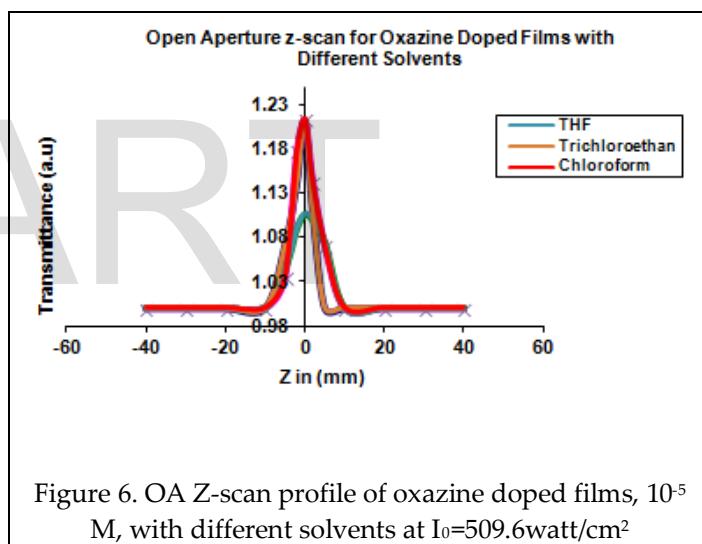 Open Aperture z-scan for Oxazine Doped Films with
Different Solvents
ART
Transmittance (a.u)
1.23
1.18
1.13
1.08
1.03
0.98
THF
Trichloroethan
Chloroform
-60 -40 -20 0 20 40 60
Z in (mm)
Figure 6. OA Z-scan profile of oxazine doped films, 10⁻⁵
M, with different solvents at I₀=509.6watt/cm²